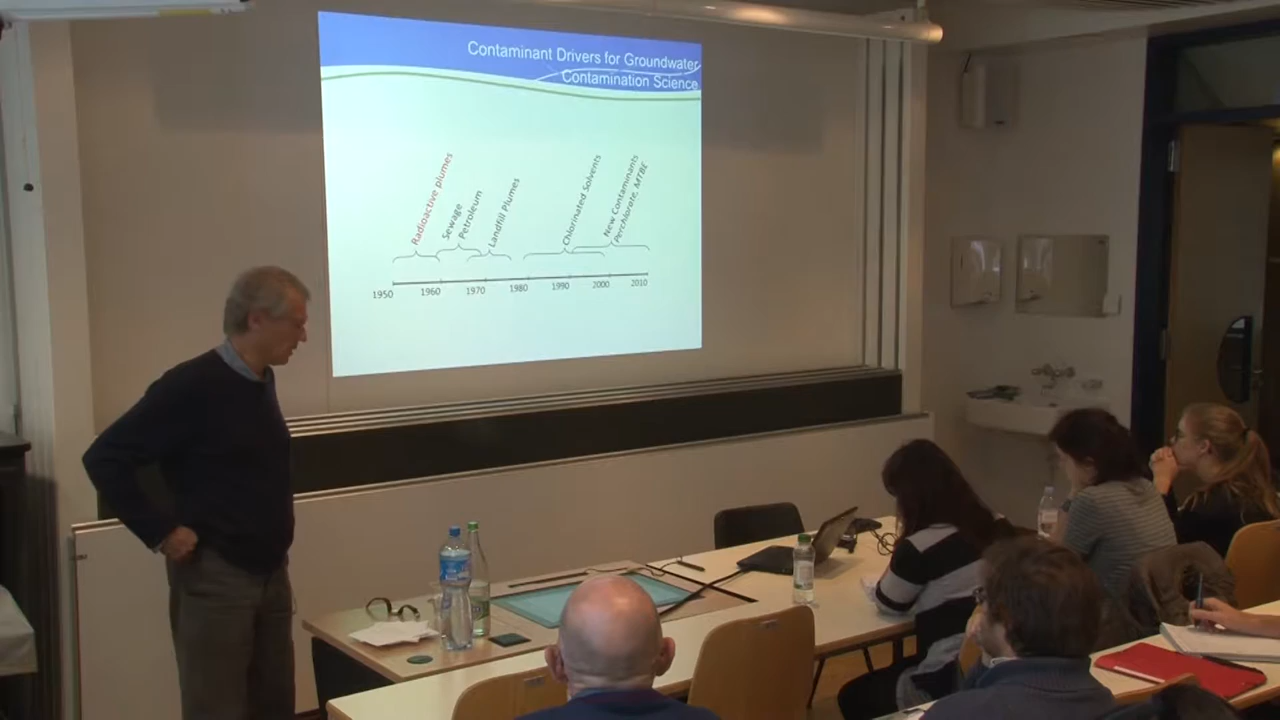 Contaminant Drivers for Groundwater
Contamination Science
Radioactive plumes
Sewage
Petroleum
Landfill Plumes
Chlorinated Solvents
New Contaminants
Perchlorate, MTBE
1950 1960 1970 1980 1990 2000 2010